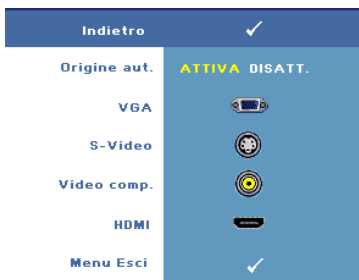 Indietro
Origine aut. ATTIVA DISATT.
VGA
S-Video
Video comp.
HDMI
Menu Esci